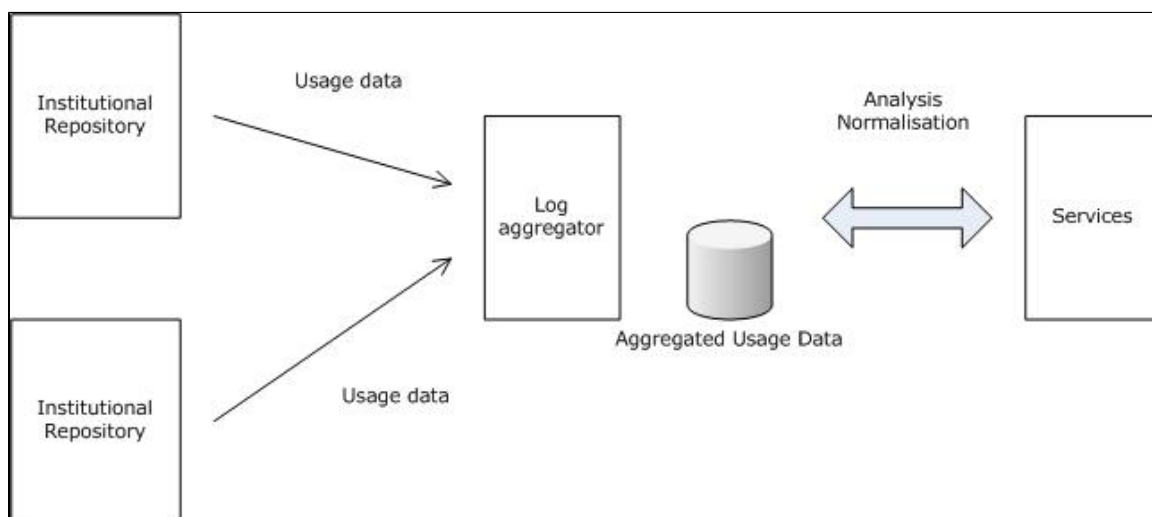 Institutional
Repository
Usage data
Log
aggregator
Aggregated Usage Data
Analysis
Normalisation
Services
Institutional
Repository
Usage data